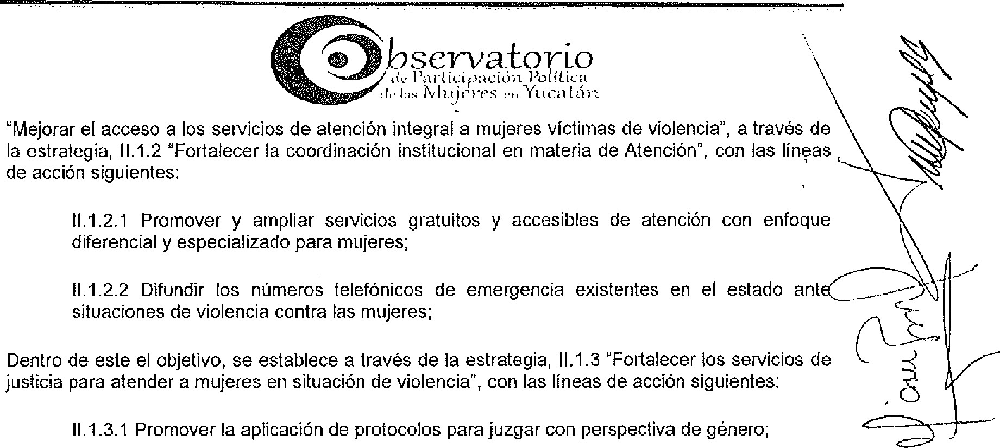 Observatorio
de Participación Política
de las Mujeres en Yucatán
"Mejorar el acceso a los servicios de atención integral a mujeres víctimas de violencia", a través de
la estrategia, II.1.2 "Fortalecer la coordinación institucional en materia de Atención", con las líneas
de acción siguientes:
II.1.2.1 Promover y ampliar servicios gratuitos y accesibles de atención con enfoque
diferencial y especializado para mujeres;
II.1.2.2 Difundir los números telefónicos de emergencia existentes en el estado ante
situaciones de violencia contra las mujeres;
Dentro de este el objetivo, se establece a través de la estrategia, II.1.3 "Fortalecer los servicios de
justicia para atender a mujeres en situación de violencia", con las líneas de acción siguientes:
II.1.3.1 Promover la aplicación de protocolos para juzgar con perspectiva de género;